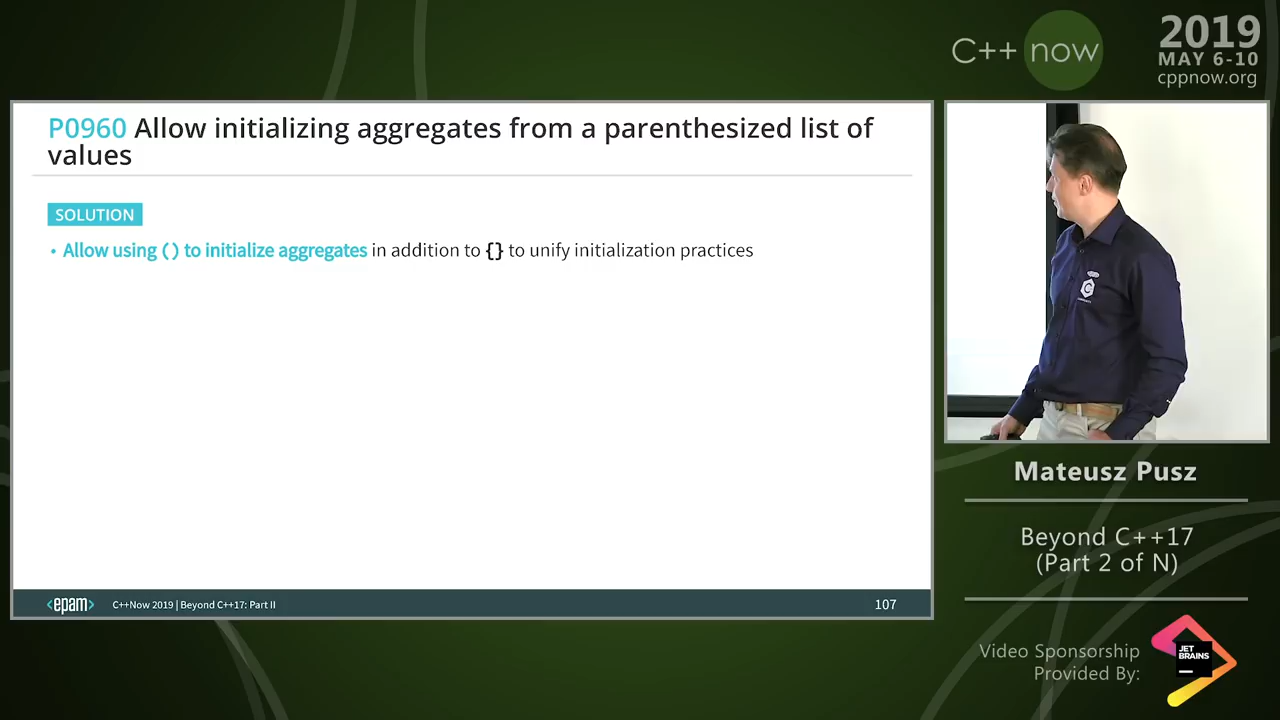 C++ now
2019
MAY 6-10
cppnow.org
P0960 Allow initializing aggregates from a parenthesized list of
values
SOLUTION
• Allow using () to initialize aggregates in addition to {} to unify initialization practices
<epam>
C++Now 2019 | Beyond C++17: Part II
107
C
Mateusz Pusz
Beyond C++17
(Part 2 of N)
Video Sponsorship
Provided By:
JET
BRAINS